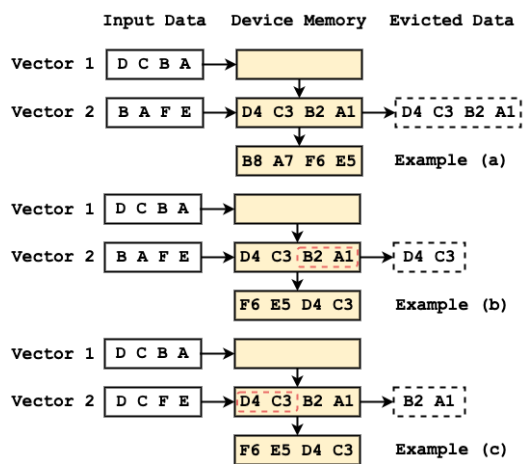 Input Data Device Memory Evicted Data
Vector 1 D C B A
Vector 2 B A F E D4 C3 B2 A1 D4 C3 B2 A1
B8 A7 F6 E5 Example (a)
Vector 1 D C B A
Vector 2 B A F E D4 C3 B2 A1 D4 C3
F6 E5 D4 C3 Example (b)
Vector 1 D C B A
Vector 2 D C F E D4 C3 B2 A1 B2 A1
F6 E5 D4 C3 Example (c)